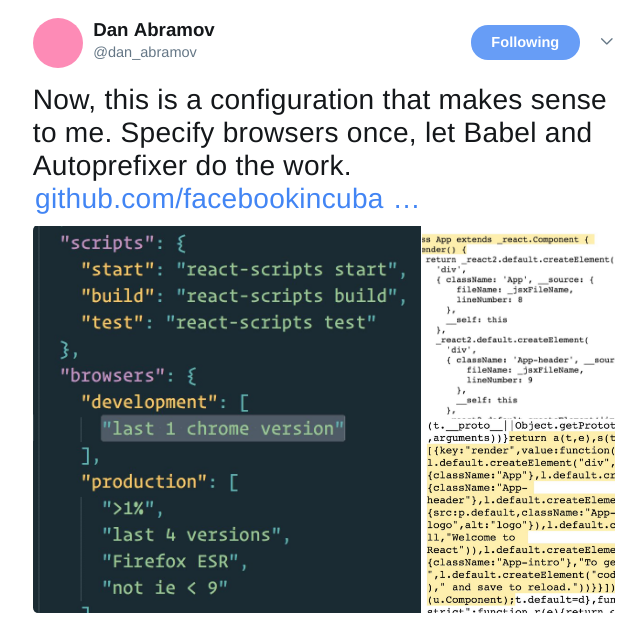 Dan Abramov
@dan_abramov
Following
Now, this is a configuration that makes sense
to me. Specify browsers once, let Babel and
Autoprefixer do the work.
github.com/facebookincuba …
"scripts": {
"start": "react-scripts start",
"build": "react-scripts build",
"test": "react-scripts test"
},
"browsers": {
"development": [
"last 1 chrome version"
],
"production": [
">1%",
"last 4 versions",
"Firefox ESR",
"not ie < 9"
ss App extends _react.Component {
ender() {
return _react2.default.createElement(
'div',
{ className: 'App', __source: {
fileName: _jsxFileName,
lineNumber: 8
},
__self: this
},
_react2.default.createElement(
'div',
{ className: 'App-header', __sour
fileName: _jsxFileName,
lineNumber: 9
},
__self: this
},
(t.__proto__||Object.getPrototo
,arguments))}return a(t,e),s(t
[{key:"render",value:function(
l.default.createElement("div",
{className:"App"},l.default.cr
{className:"App-
header"},l.default.createEleme
{src:p.default,className:"App-
logo",alt:"logo"}),l.default.c
ll,"Welcome to
React")),l.default.createEleme
{className:"App-intro"},"To ge
",l.default.createElement("cod
)," and save to reload."))}}])
(u.Component);t.default=d},fun
strict";function r(e){return